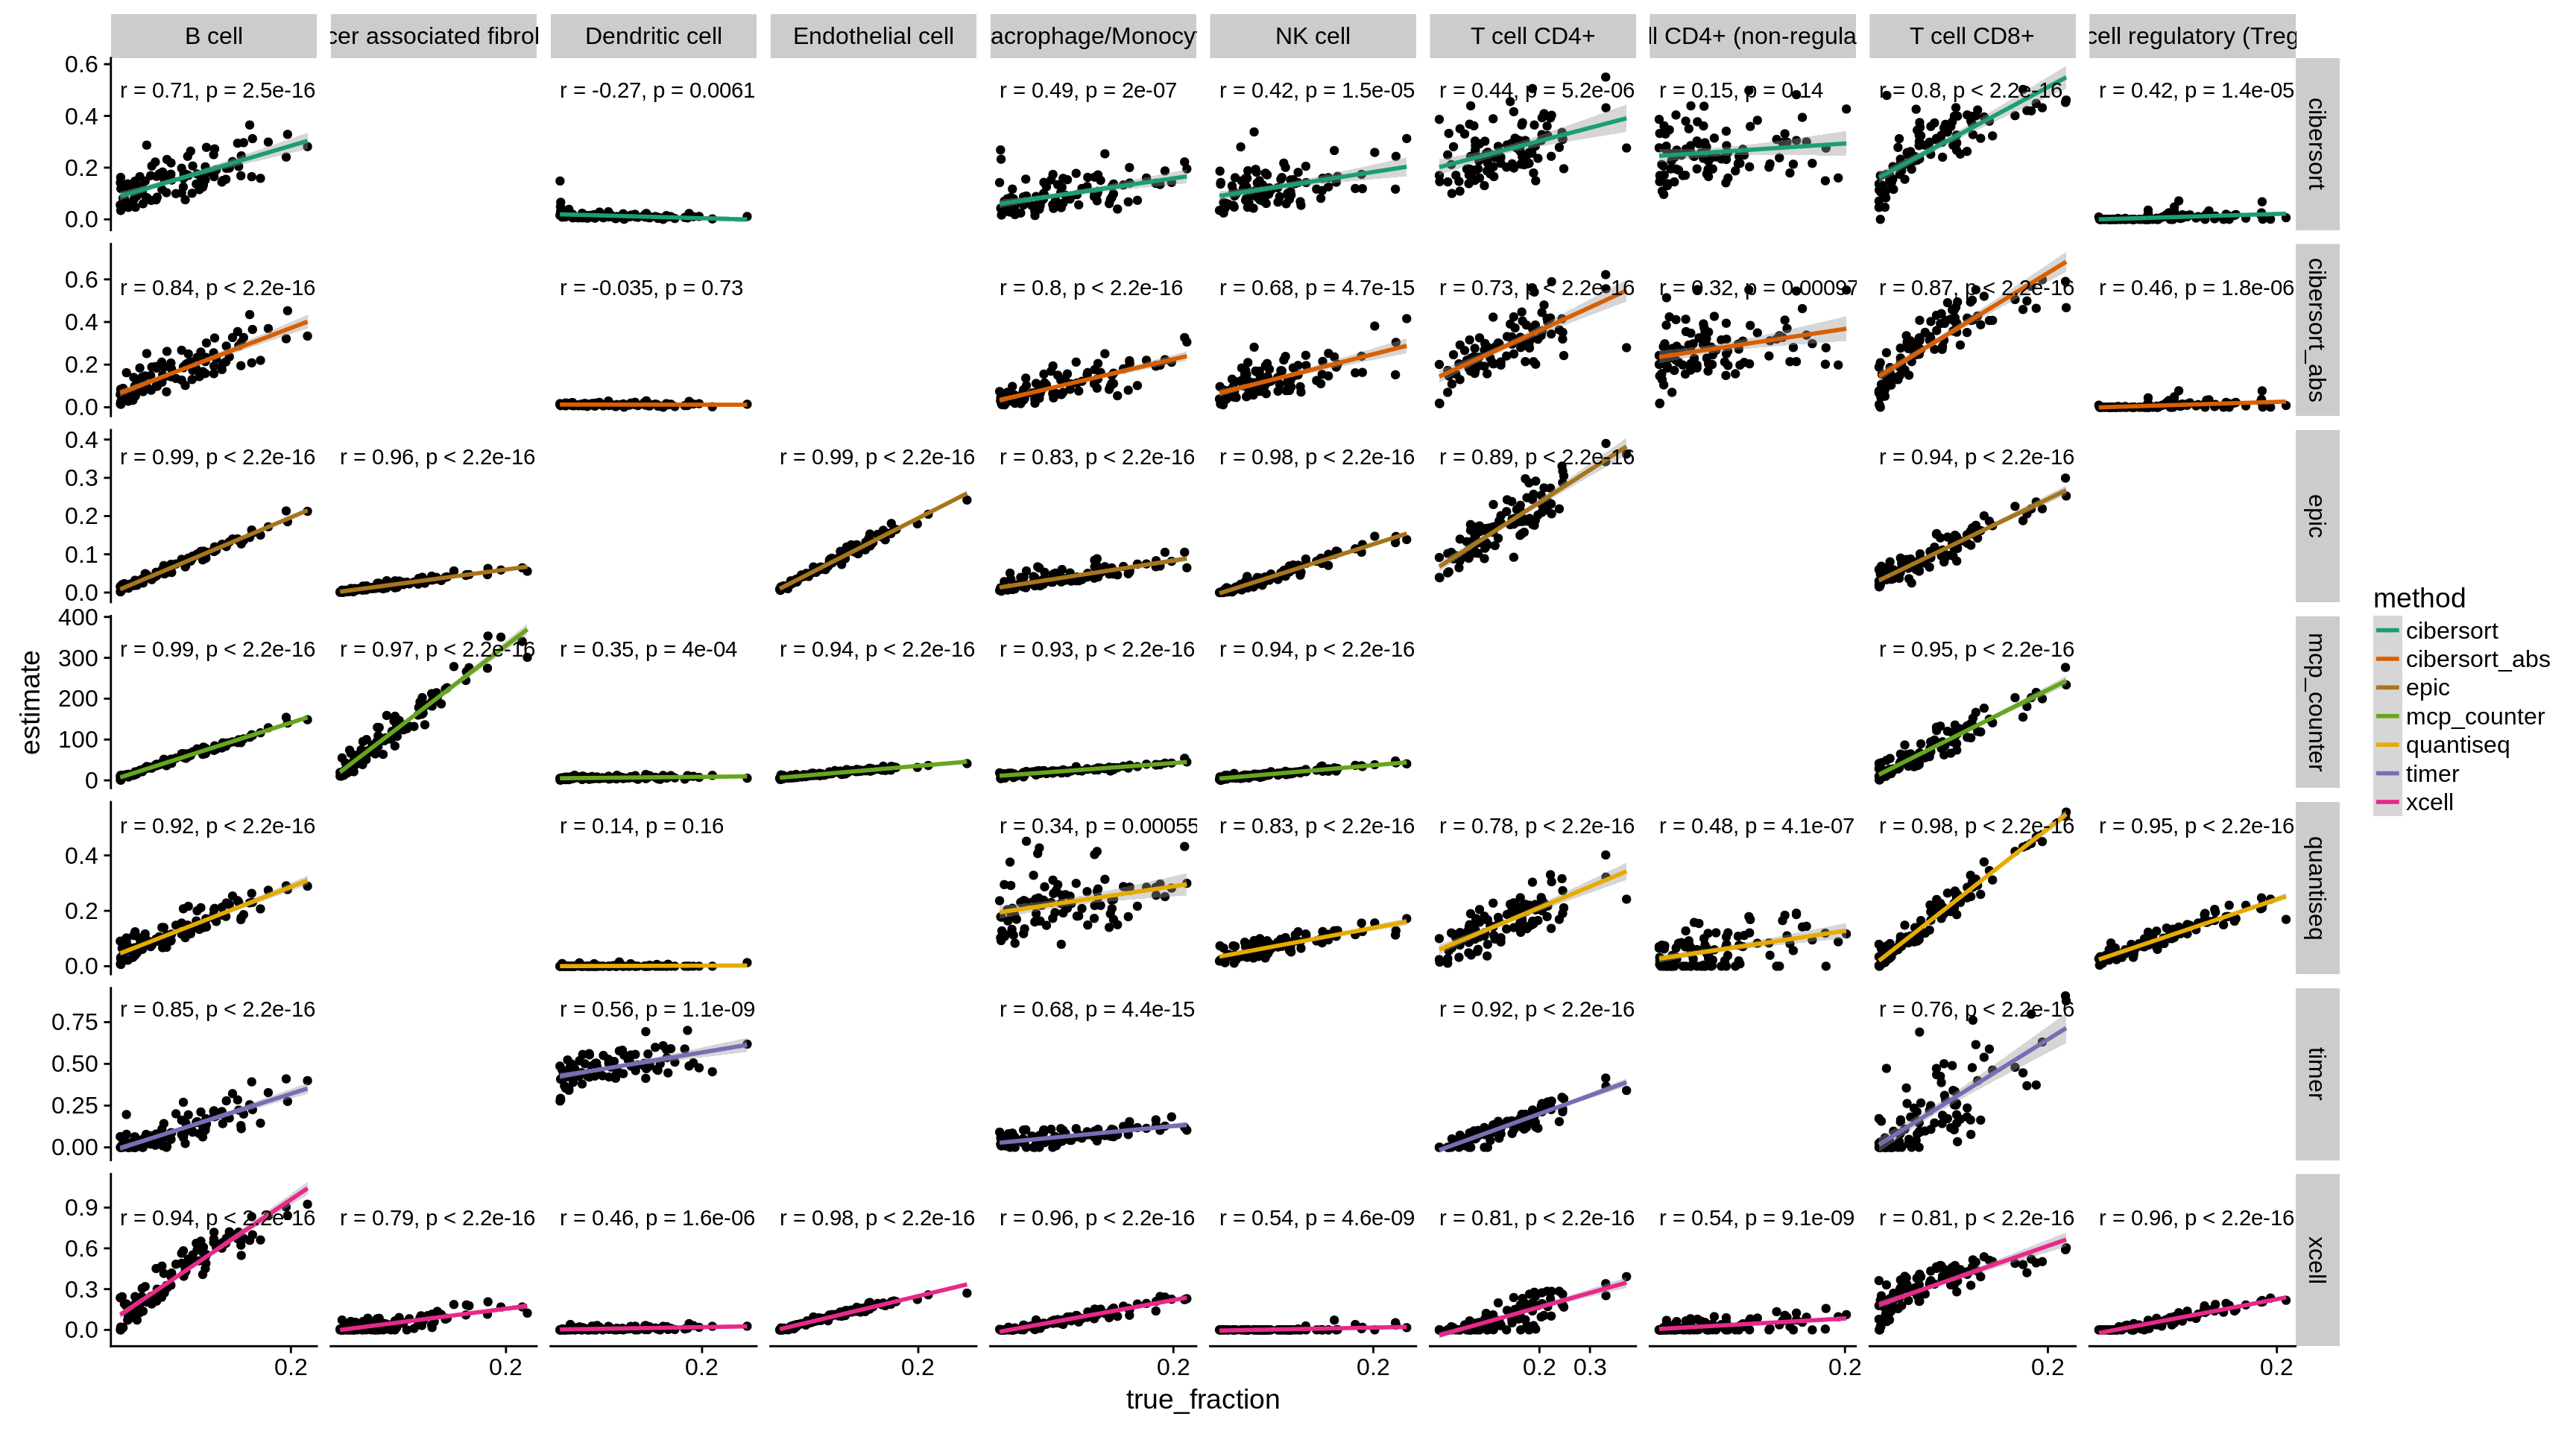 B cell
cer associated fibrol
Dendritic cell
Endothelial cell
acrophage/Monocy
NK cell
T cell CD4+
ll CD4+ (non-regula
T cell CD8+
cell regulatory (Treg
0.6
0.4
0.2
0.0
r = 0.71, p = 2.5e-16
r = -0.27, p = 0.0061
r = 0.49, p = 2e-07
r = 0.42, p = 1.5e-05
r = 0.44, p = 5.2e-06
r = 0.15, p = 0.14
r = 0.8, p < 2.2e-16
r = 0.42, p = 1.4e-05
cibersort
0.6
0.4
0.2
0.0
r = 0.84, p < 2.2e-16
r = -0.035, p = 0.73
r = 0.8, p < 2.2e-16
r = 0.68, p = 4.7e-15
r = 0.73, p < 2.2e-16
r = 0.32, p = 0.00097
r = 0.87, p < 2.2e-16
r = 0.46, p = 1.8e-06
cibersort_abs
0.4
0.3
0.2
0.1
0.0
r = 0.99, p < 2.2e-16
r = 0.96, p < 2.2e-16
r = 0.99, p < 2.2e-16
r = 0.83, p < 2.2e-16
r = 0.98, p < 2.2e-16
r = 0.89, p < 2.2e-16
r = 0.94, p < 2.2e-16
epic
400
300
200
100
0
r = 0.99, p < 2.2e-16
r = 0.97, p < 2.2e-16
r = 0.35, p = 4e-04
r = 0.94, p < 2.2e-16
r = 0.93, p < 2.2e-16
r = 0.94, p < 2.2e-16
r = 0.95, p < 2.2e-16
mcp_counter
0.4
0.2
0.0
r = 0.92, p < 2.2e-16
r = 0.14, p = 0.16
r = 0.34, p = 0.00055
r = 0.83, p < 2.2e-16
r = 0.78, p < 2.2e-16
r = 0.48, p = 4.1e-07
r = 0.98, p < 2.2e-16
r = 0.95, p < 2.2e-16
quantiseq
0.75
0.50
0.25
0.00
r = 0.85, p < 2.2e-16
r = 0.56, p = 1.1e-09
r = 0.68, p = 4.4e-15
r = 0.92, p < 2.2e-16
r = 0.76, p < 2.2e-16
timer
0.9
0.6
0.3
0.0
r = 0.94, p < 2.2e-16
r = 0.79, p < 2.2e-16
r = 0.46, p = 1.6e-06
r = 0.98, p < 2.2e-16
r = 0.96, p < 2.2e-16
r = 0.54, p = 4.6e-09
r = 0.81, p < 2.2e-16
r = 0.54, p = 9.1e-09
r = 0.81, p < 2.2e-16
r = 0.96, p < 2.2e-16
xcell
0.2
0.2
0.2
0.2
0.2
0.2
0.2 0.3
0.2
0.2
0.2
true_fraction
estimate
method
cibersort
cibersort_abs
epic
mcp_counter
quantiseq
timer
xcell